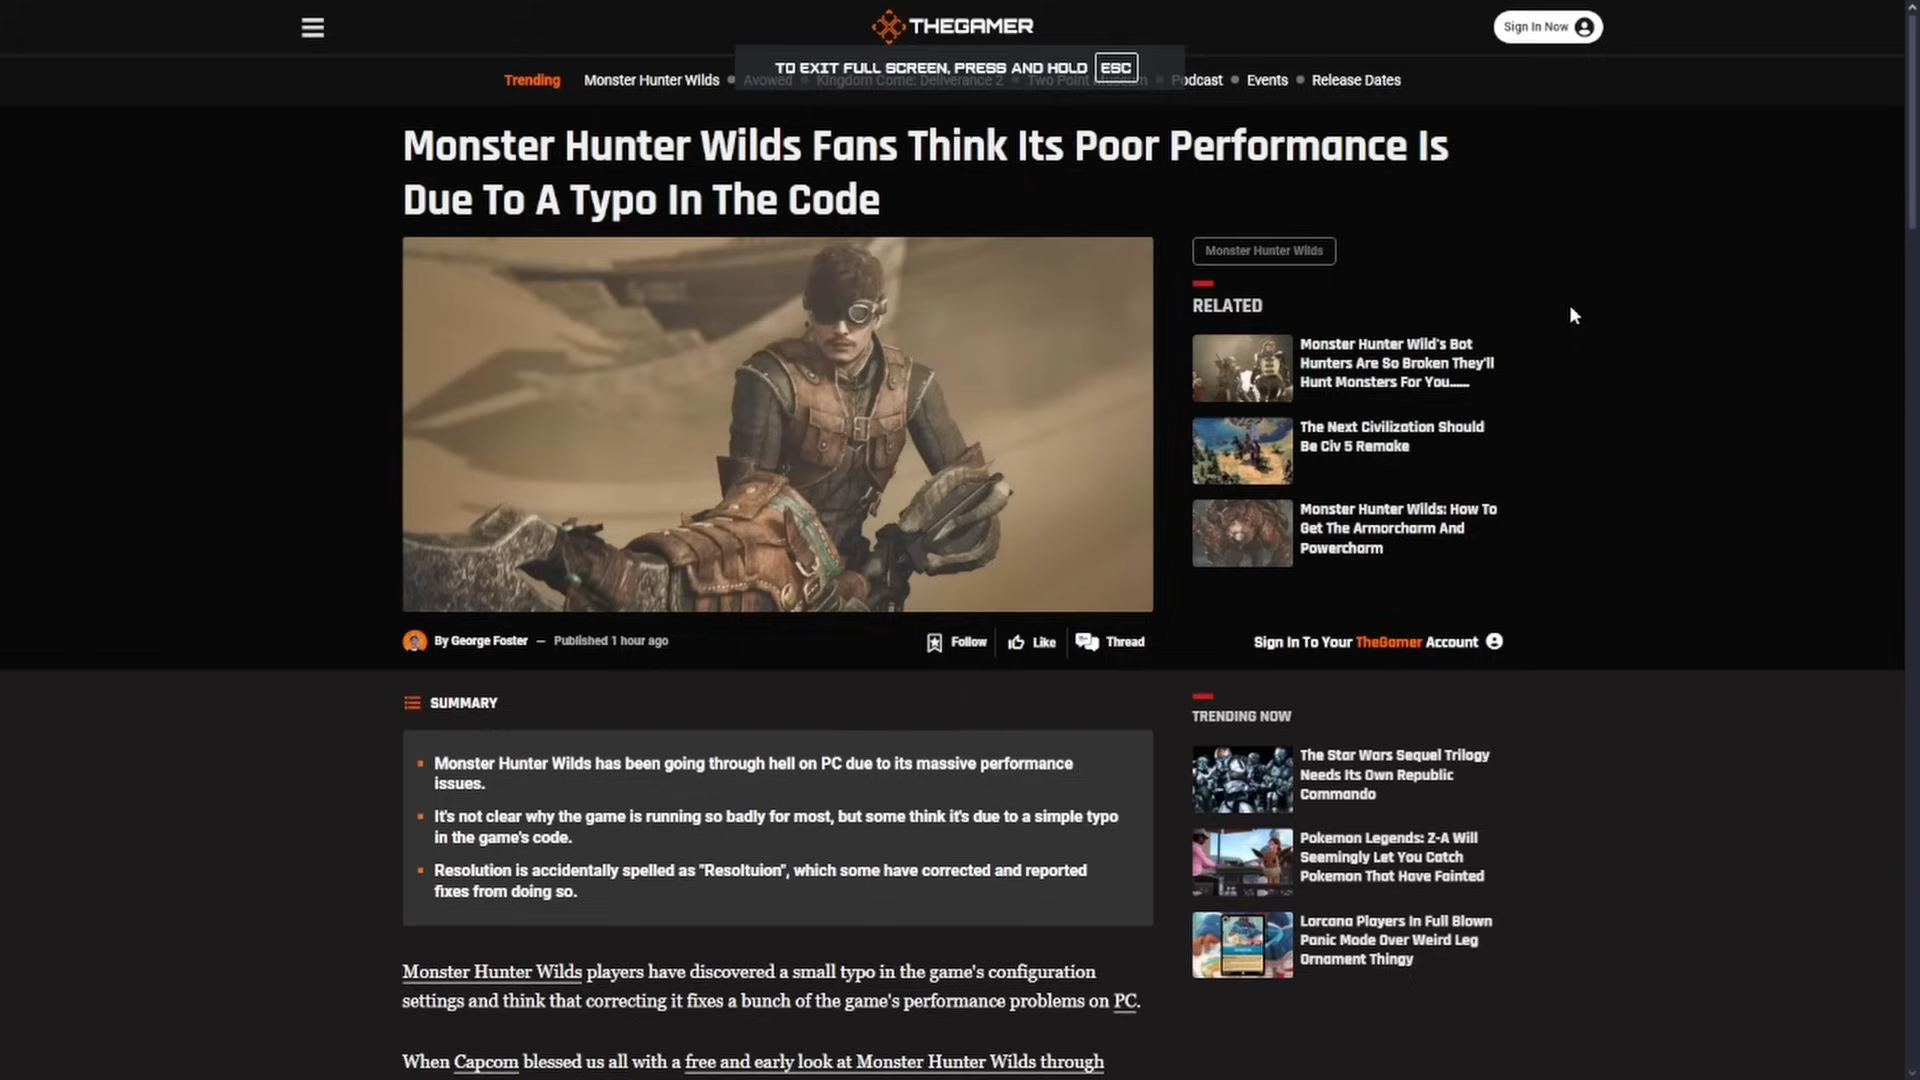 THEGAMER
Sign In Now
TO EXIT FULL SCREEN, PRESS AND HOLD ESC
Trending Monster Hunter Wilds Avowed Kingdom Come: Deliverance 2 Two Point Museum Podcast Events Release Dates
Monster Hunter Wilds Fans Think Its Poor Performance Is
Due To A Typo In The Code
Monster Hunter Wilds
RELATED
Monster Hunter Wild's Bot
Hunters Are So Broken They'll
Hunt Monsters For You......
The Next Civilization Should
Be Civ 5 Remake
Monster Hunter Wilds: How To
Get The Armorcharm And
Powercharm
By George Foster — Published 1 hour ago
Follow Like Thread
Sign In To Your TheGamer Account
SUMMARY
Monster Hunter Wilds has been going through hell on PC due to its massive performance
issues.
It's not clear why the game is running so badly for most, but some think it's due to a simple typo
in the game's code.
Resolution is accidentally spelled as "Resoltuion", which some have corrected and reported
fixes from doing so.
TRENDING NOW
The Star Wars Sequel Trilogy
Needs Its Own Republic
Commando
Pokemon Legends: Z-A Will
Seemingly Let You Catch
Pokemon That Have Fainted
Lorcana Players In Full Blown
Panic Mode Over Weird Leg
Ornament Thingy
Monster Hunter Wilds players have discovered a small typo in the game's configuration
settings and think that correcting it fixes a bunch of the game's performance problems on PC.
When Capcom blessed us all with a free and early look at Monster Hunter Wilds through